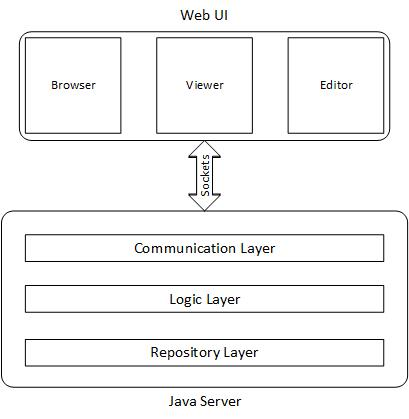 Web UI
Browser
Viewer
Editor
Sockets
Communication Layer
Logic Layer
Repository Layer
Java Server